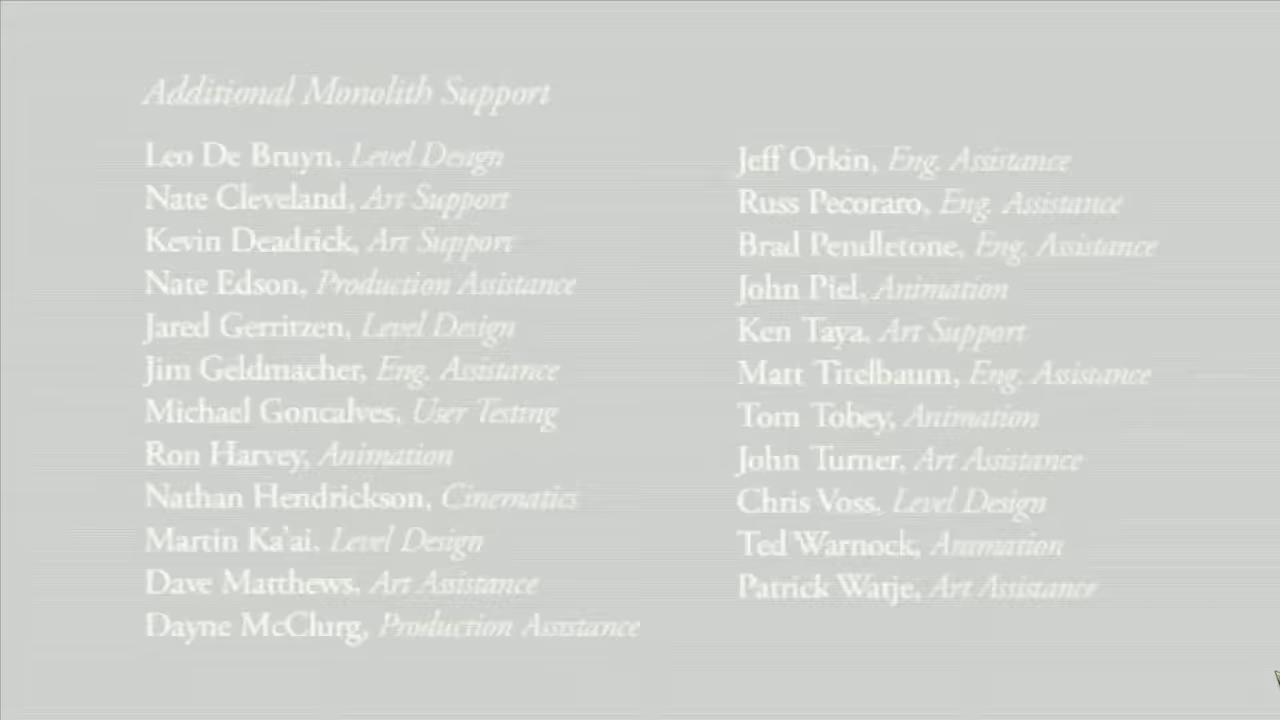 Additional Monolith Support
Leo De Bruyn, Level Design
Nate Cleveland, Art Support
Kevin Deadrick, Art Support
Nate Edson, Production Assistance
Jared Gerritzen, Level Design
Jim Geldmacher, Eng. Assistance
Michael Goncalves, User Testing
Ron Harvey, Animation
Nathan Hendrickson, Cinematics
Martin Ka'ai, Level Design
Dave Matthews, Art Assistance
Dayne McClurg, Production Assistance
Jeff Orkin, Eng. Assistance
Russ Pecoraro, Eng. Assistance
Brad Pendletone, Eng. Assistance
John Piel, Animation
Ken Taya, Art Support
Matt Titelbaum, Eng. Assistance
Tom Tobey, Animation
John Turner, Art Assistance
Chris Voss, Level Design
Ted Warnock, Animation
Patrick Watje, Art Assistance